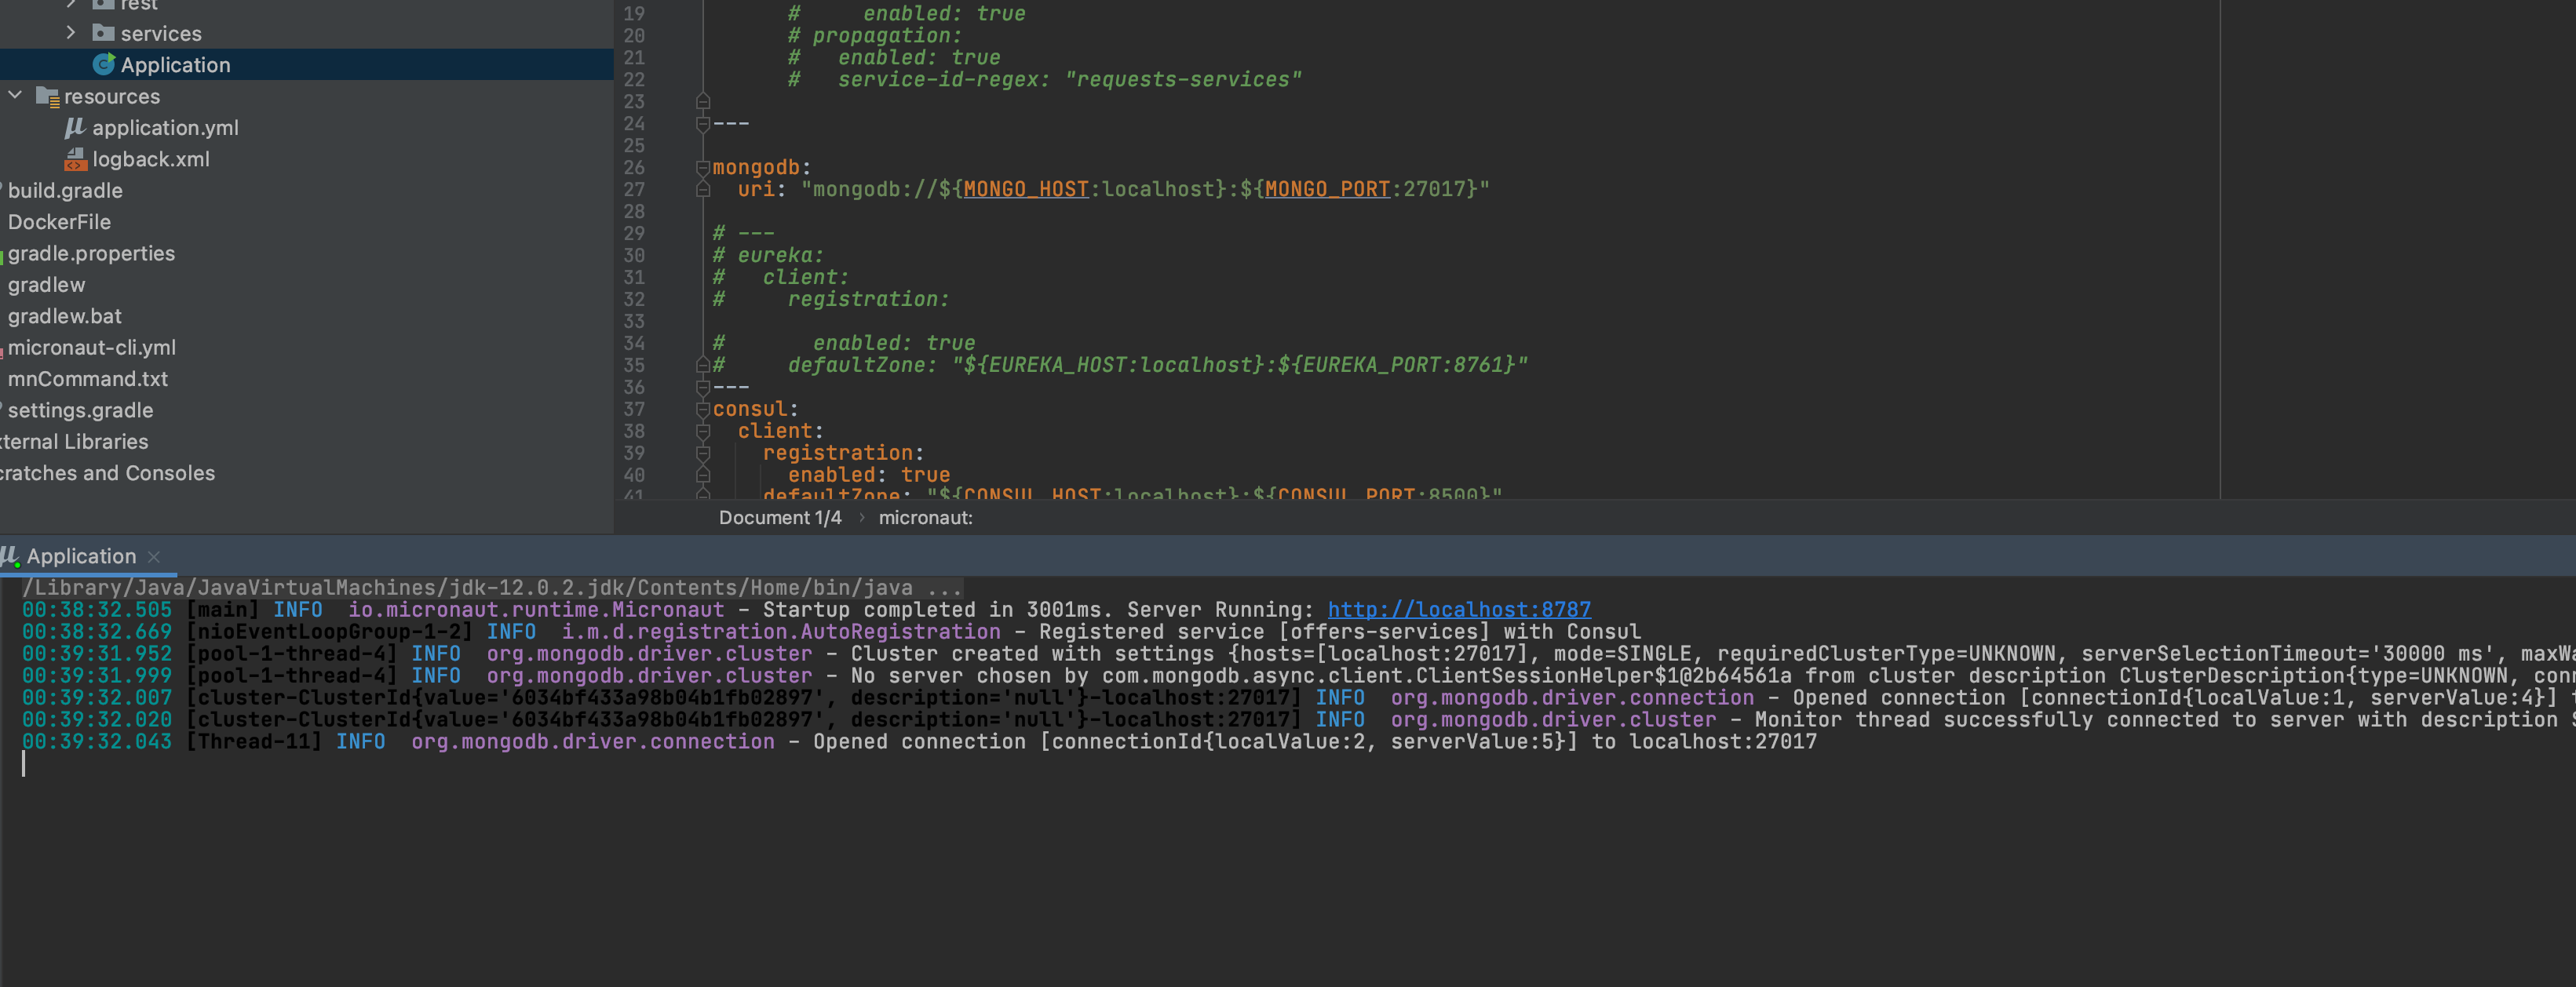 rest
services
Application
resources
application.yml
logback.xml
build.gradle
DockerFile
gradle.properties
gradlew
gradlew.bat
micronaut-cli.yml
mnCommand.txt
settings.gradle
xternal Libraries
cratches and Consoles
19 #     enabled: true
20 # propagation:
21 #   enabled: true
22 #   service-id-regex: "requests-services"
23
24 ---
25
26 mongodb:
27   uri: "mongodb://${MONGO_HOST:localhost}:${MONGO_PORT:27017}"
28
29 # ---
30 # eureka:
31 #   client:
32 #     registration:
33
34 #       enabled: true
35 #     defaultZone: "${EUREKA_HOST:localhost}:${EUREKA_PORT:8761}"
36 ---
37 consul:
38   client:
39     registration:
40       enabled: true
41     defaultZone: "${CONSUL_HOST:localhost}:${CONSUL_PORT:8500}"
Document 1/4 › micronaut:
Application
/Library/Java/JavaVirtualMachines/jdk-12.0.2.jdk/Contents/Home/bin/java ...
00:38:32.505 [main] INFO  io.micronaut.runtime.Micronaut - Startup completed in 3001ms. Server Running: http://localhost:8787
00:38:32.669 [nioEventLoopGroup-1-2] INFO  i.m.d.registration.AutoRegistration - Registered service [offers-services] with Consul
00:39:31.952 [pool-1-thread-4] INFO  org.mongodb.driver.cluster - Cluster created with settings {hosts=[localhost:27017], mode=SINGLE, requiredClusterType=UNKNOWN, serverSelectionTimeout='30000 ms', maxWa
00:39:31.999 [pool-1-thread-4] INFO  org.mongodb.driver.cluster - No server chosen by com.mongodb.async.client.ClientSessionHelper$1@2b64561a from cluster description ClusterDescription{type=UNKNOWN, conn
00:39:32.007 [cluster-ClusterId{value='6034bf433a98b04b1fb02897', description='null'}-localhost:27017] INFO  org.mongodb.driver.connection - Opened connection [connectionId{localValue:1, serverValue:4}] t
00:39:32.020 [cluster-ClusterId{value='6034bf433a98b04b1fb02897', description='null'}-localhost:27017] INFO  org.mongodb.driver.cluster - Monitor thread successfully connected to server with description S
00:39:32.043 [Thread-11] INFO  org.mongodb.driver.connection - Opened connection [connectionId{localValue:2, serverValue:5}] to localhost:27017